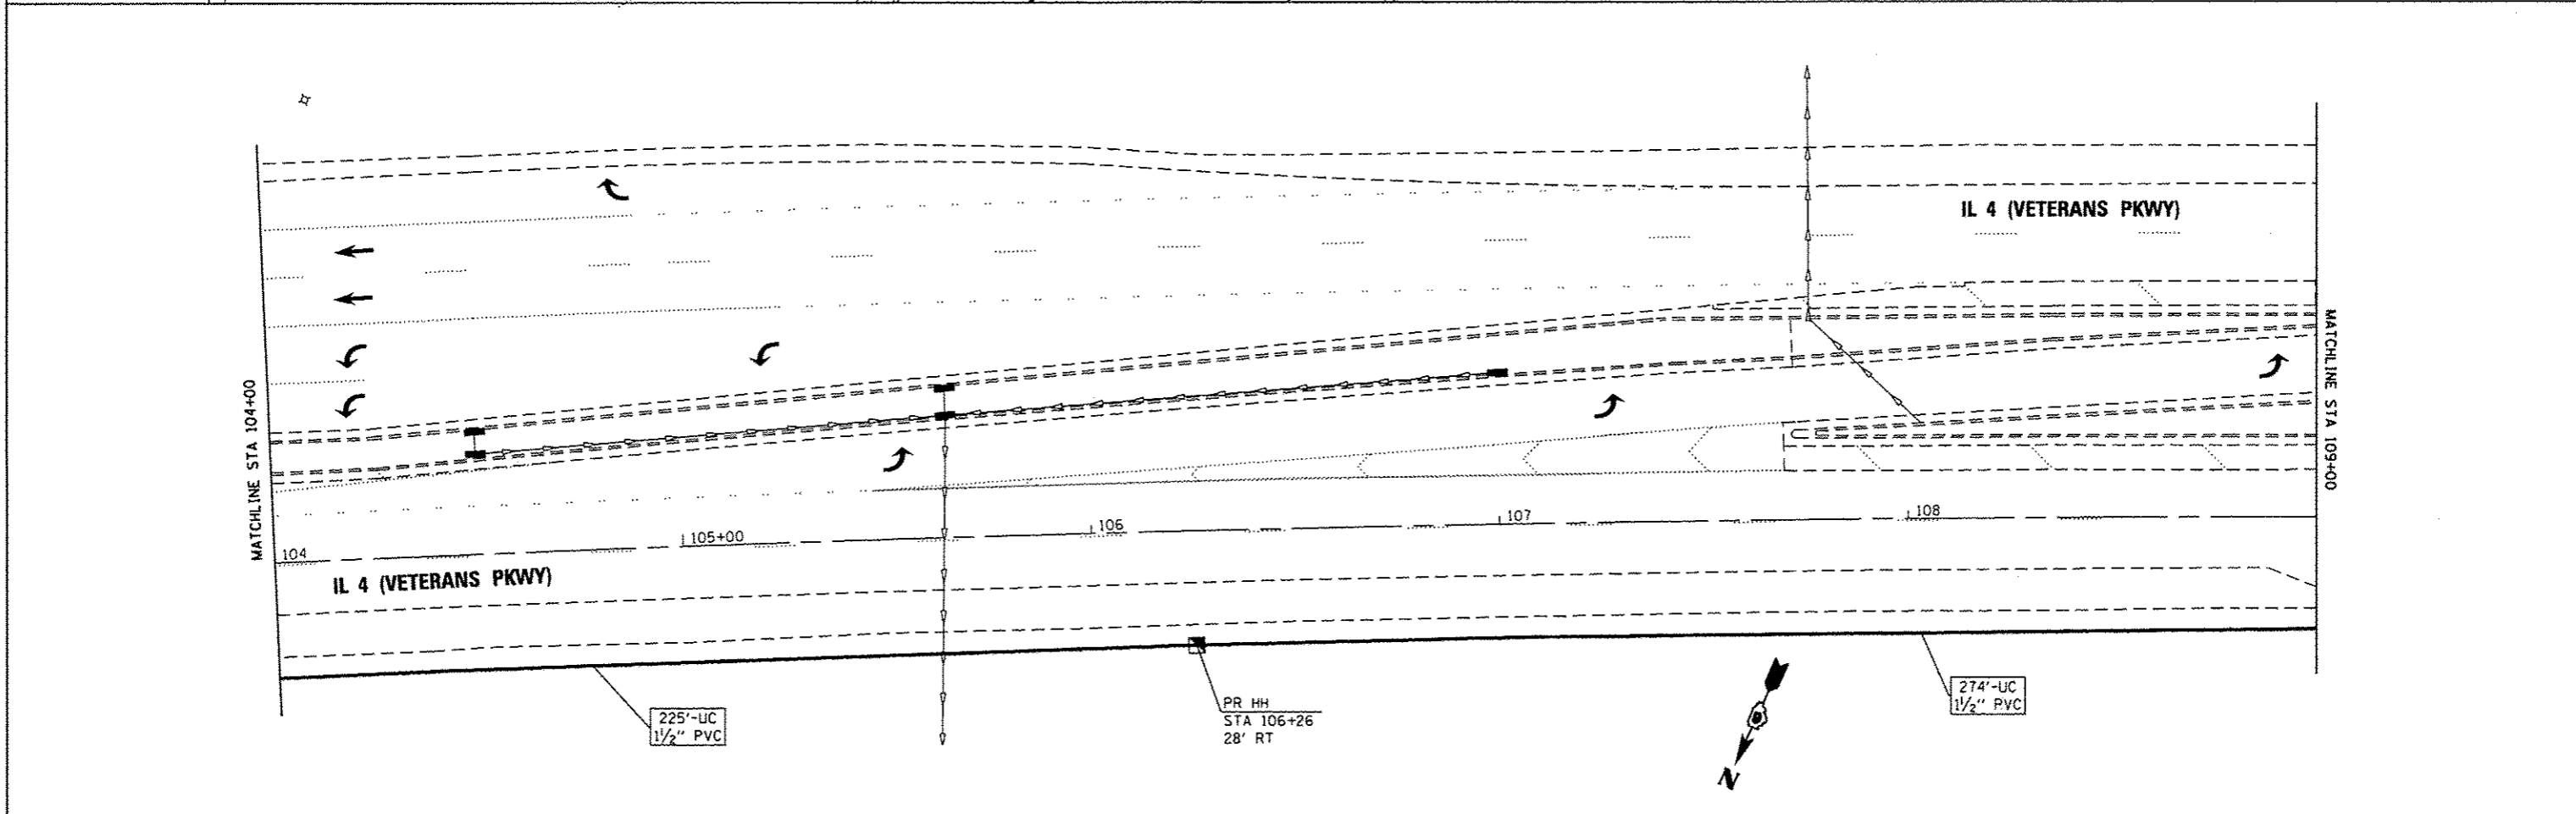 IL 4 (VETERANS PKWY)
MATCHLINE STA 104+00
MATCHLINE STA 109+00
104
105+00
106
107
108
IL 4 (VETERANS PKWY)
225'-UC
1½" PVC
PR HH
STA 106+26
28' RT
274'-UC
1½" PVC
N